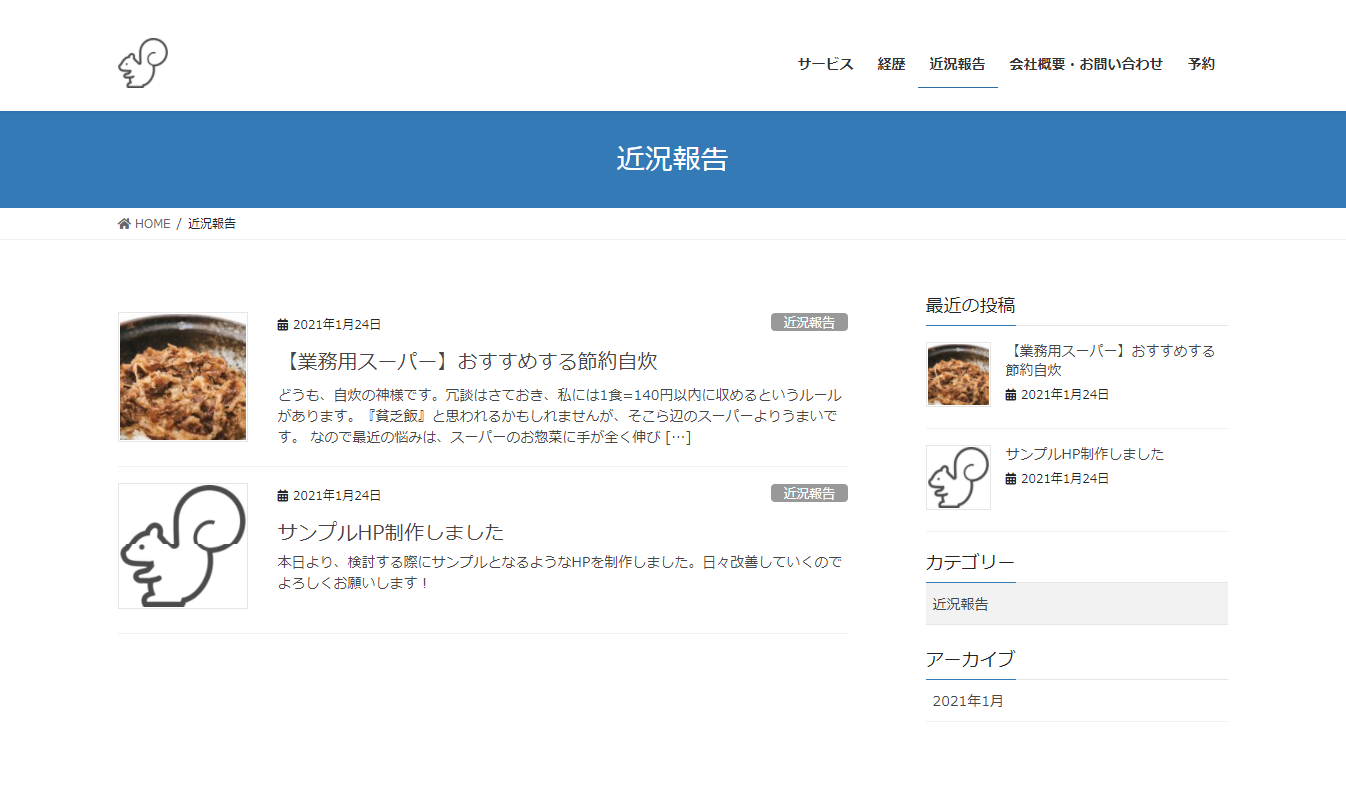 サービス 経歴 近況報告 会社概要・お問い合わせ 予約
近況報告
HOME / 近況報告
2021年1月24日 近況報告
【業務用スーパー】おすすめする節約自炊
どうも、自炊の神様です。冗談はさておき、私には1食=140円以内に収めるというルール
があります。『貧乏飯』と思われるかもしれませんが、そこら辺のスーパーよりうまいで
す。 なので最近の悩みは、スーパーのお惣菜に手が全く伸び […]
2021年1月24日 近況報告
サンプルHP制作しました
本日より、検討する際にサンプルとなるようなHPを制作しました。日々改善していくので
よろしくお願いします！
最近の投稿
【業務用スーパー】おすすめする
節約自炊
2021年1月24日
サンプルHP制作しました
2021年1月24日
カテゴリー
近況報告
アーカイブ
2021年1月